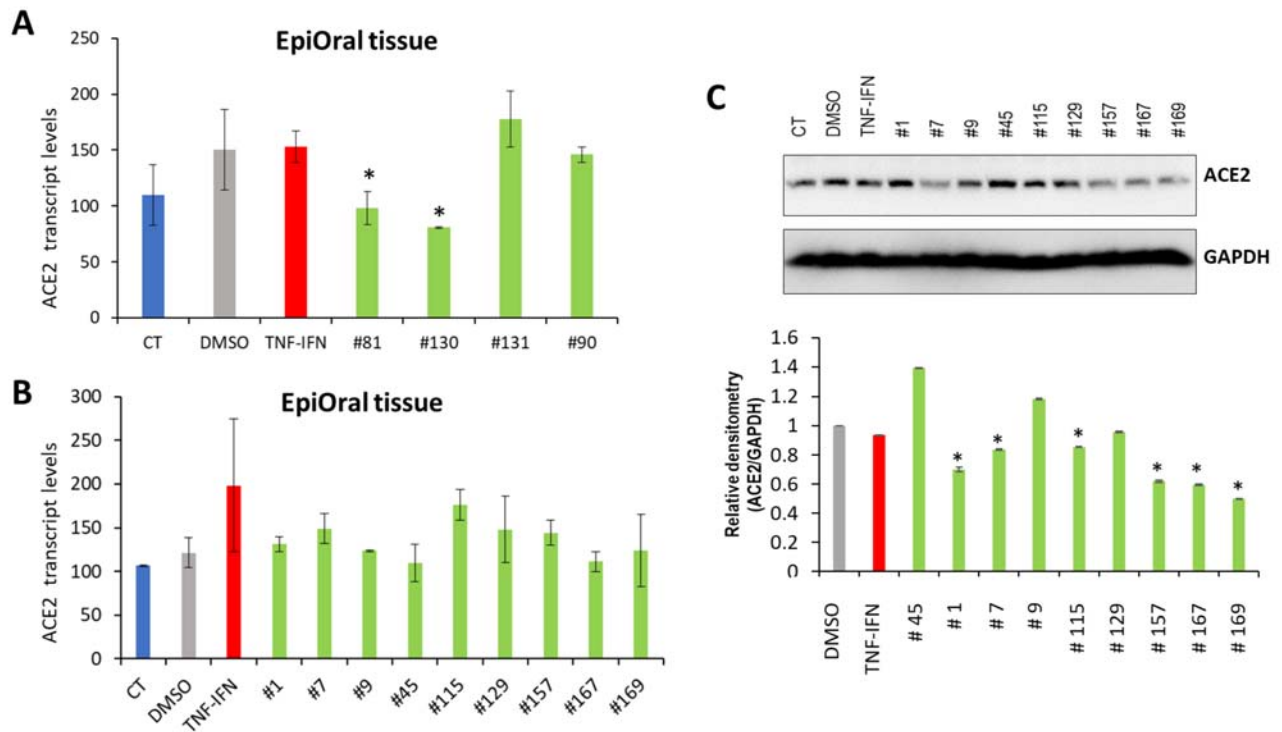 A
EpiOral tissue
ACE2 transcript levels
250
200
150
100
50
0
* *
CT DMSO TNF-IFN #81 #130 #131 #90
B
EpiOral tissue
ACE2 transcript levels
300
250
200
150
100
50
0
CT DMSO TNF-IFN #1 #7 #9 #45 #115 #129 #157 #167 #169
C
CT DMSO TNF-IFN #1 #7 #9 #45 #115 #129 #157 #167 #169
ACE2
GAPDH
Relative densitometry
(ACE2/GAPDH)
1.6
1.4
1.2
1
0.8
0.6
0.4
0.2
0
* * * * * *
DMSO TNF-IFN # 45 # 1 # 7 # 9 # 115 # 129 # 157 # 167 # 169